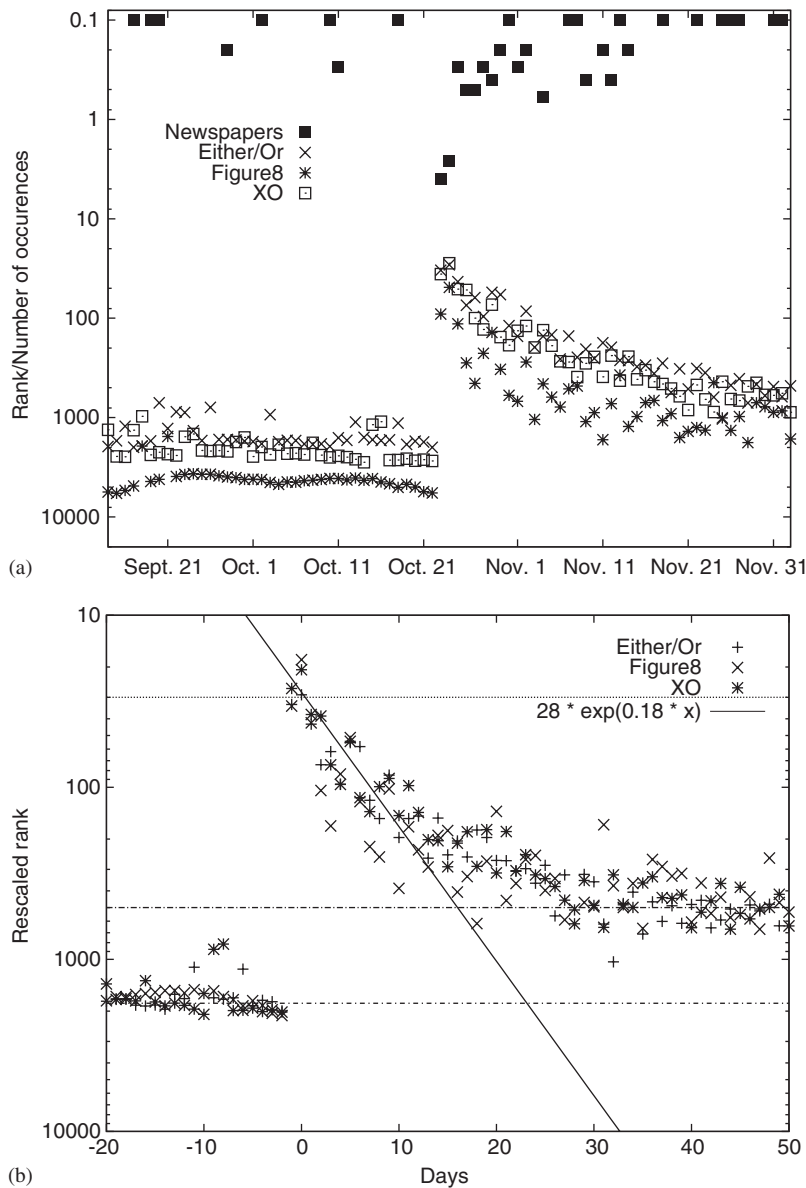 0.1
1
10
100
1000
10000
Rank/Number of occurences
Newspapers
Either/Or
Figure8
XO
(a)
Sept. 21
Oct. 1
Oct. 11
Oct. 21
Nov. 1
Nov. 11
Nov. 21
Nov. 31
10
100
1000
10000
Rescaled rank
Either/Or
Figure8
XO
28 * exp(0.18 * x)
-20
-10
0
10
20
30
40
50
(b)
Days